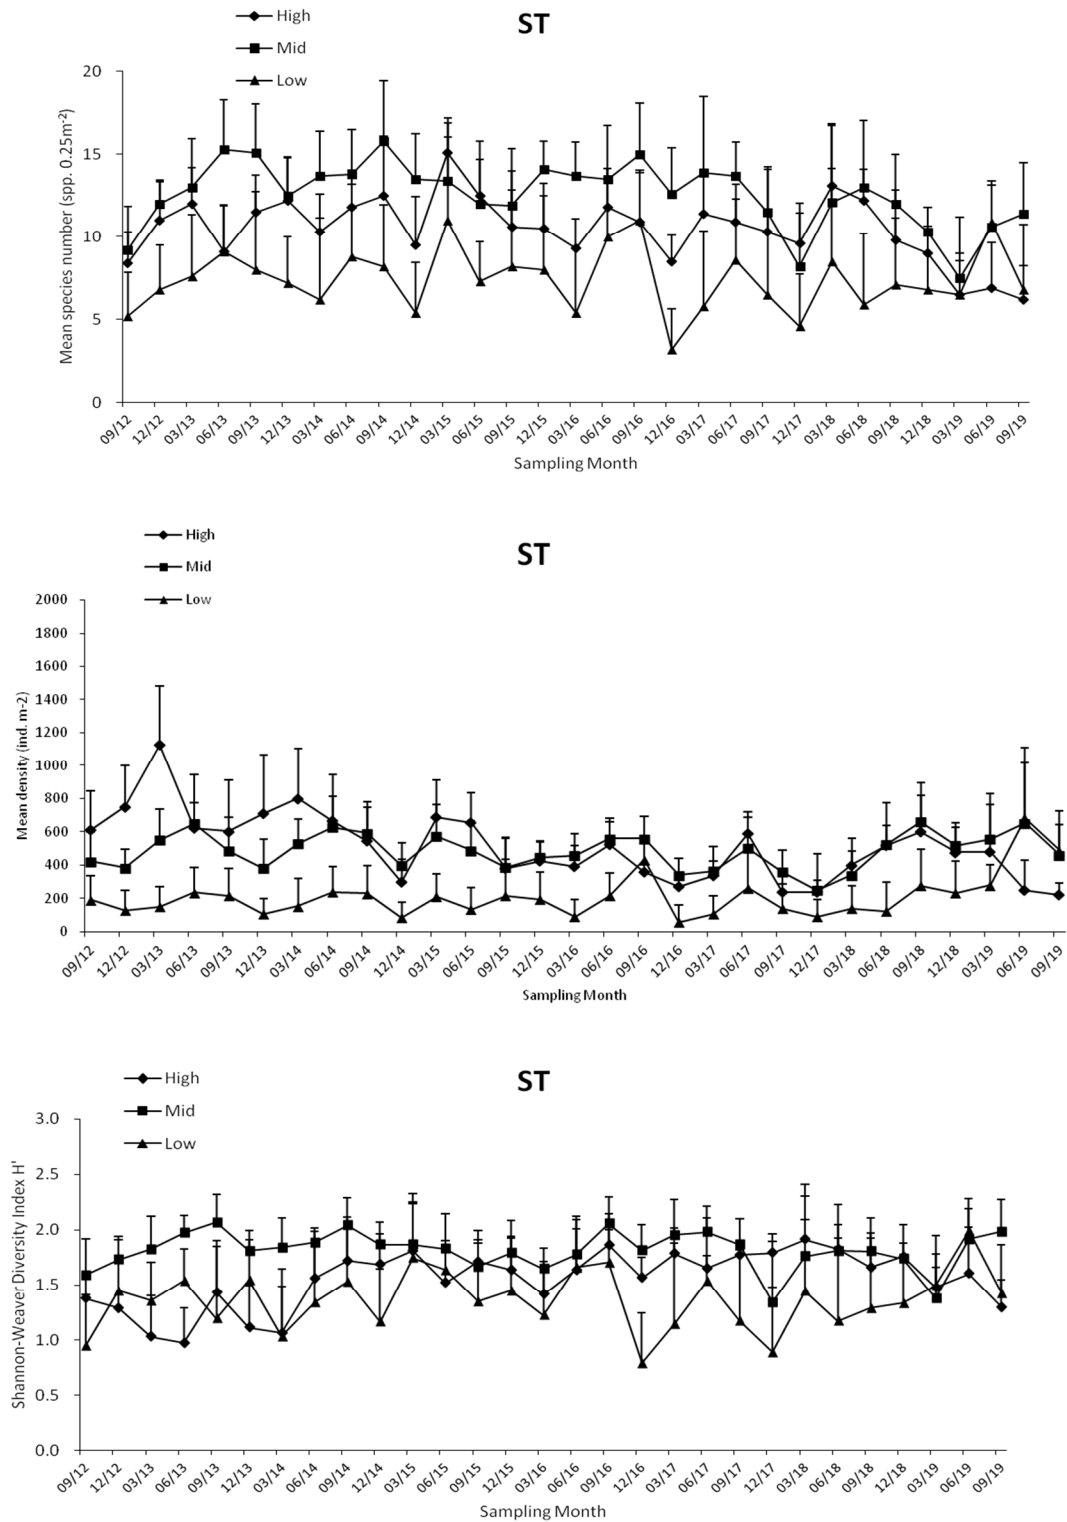 ST
High
Mid
Low
Mean species number (spp. 0.25m⁻²)
20
15
10
5
0
09/12 12/12 03/13 06/13 09/13 12/13 03/14 06/14 09/14 12/14 03/15 06/15 09/15 12/15 03/16 06/16 09/16 12/16 03/17 06/17 09/17 12/17 03/18 06/18 09/18 12/18 03/19 06/19 09/19
Sampling Month
ST
High
Mid
Low
Mean density (ind. m-2)
2000
1800
1600
1400
1200
1000
800
600
400
200
0
09/12 12/12 03/13 06/13 09/13 12/13 03/14 06/14 09/14 12/14 03/15 06/15 09/15 12/15 03/16 06/16 09/16 12/16 03/17 06/17 09/17 12/17 03/18 06/18 09/18 12/18 03/19 06/19 09/19
Sampling Month
ST
High
Mid
Low
Shannon-Weaver Diversity Index H'
3.0
2.5
2.0
1.5
1.0
0.5
0.0
09/12 12/12 03/13 06/13 09/13 12/13 03/14 06/14 09/14 12/14 03/15 06/15 09/15 12/15 03/16 06/16 09/16 12/16 03/17 06/17 09/17 12/17 03/18 06/18 09/18 12/18 03/19 06/19 09/19
Sampling Month